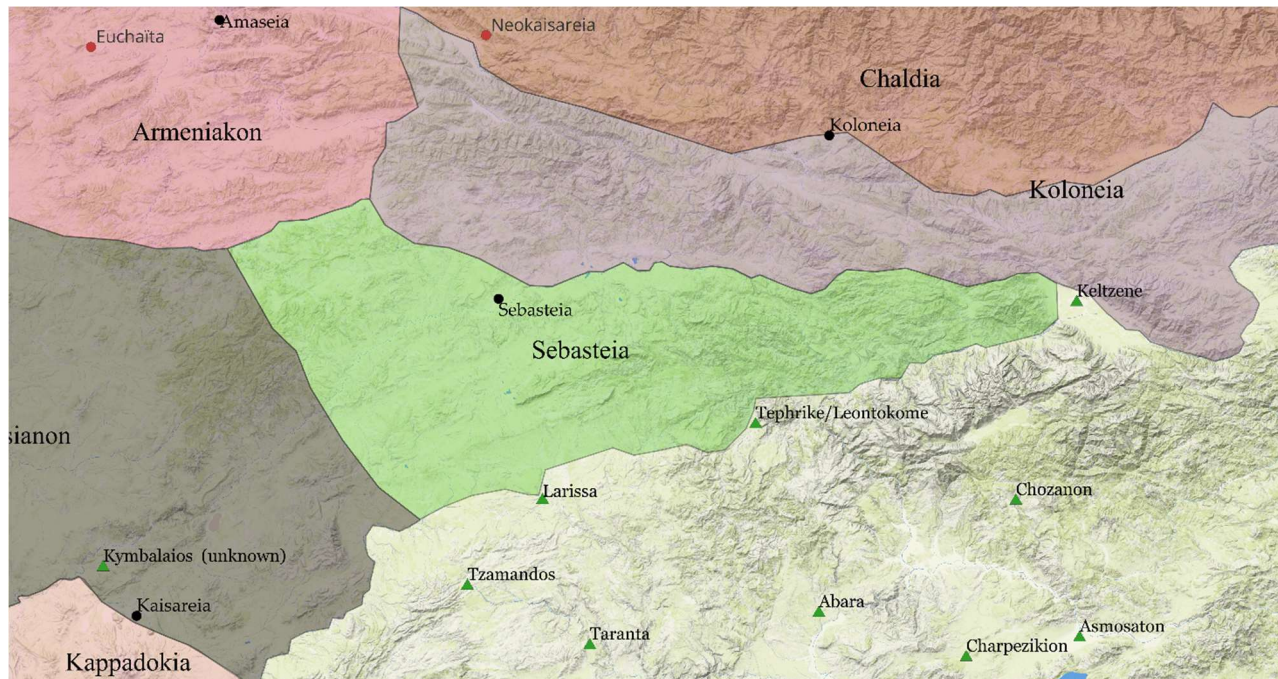 Amaseia
Neokaisareia
Euchaïta
Chaldia
Armeniakon
Koloneia
Koloneia
Keltzene
Sebasteia
Sebasteia
Tephrike/Leontokome
sianon
Larissa
Chozanon
Kymbalaios (unknown)
Tzamandos
Kaisareia
Abara
Taranta
Asmosaton
Charpezikion
Kappadokia